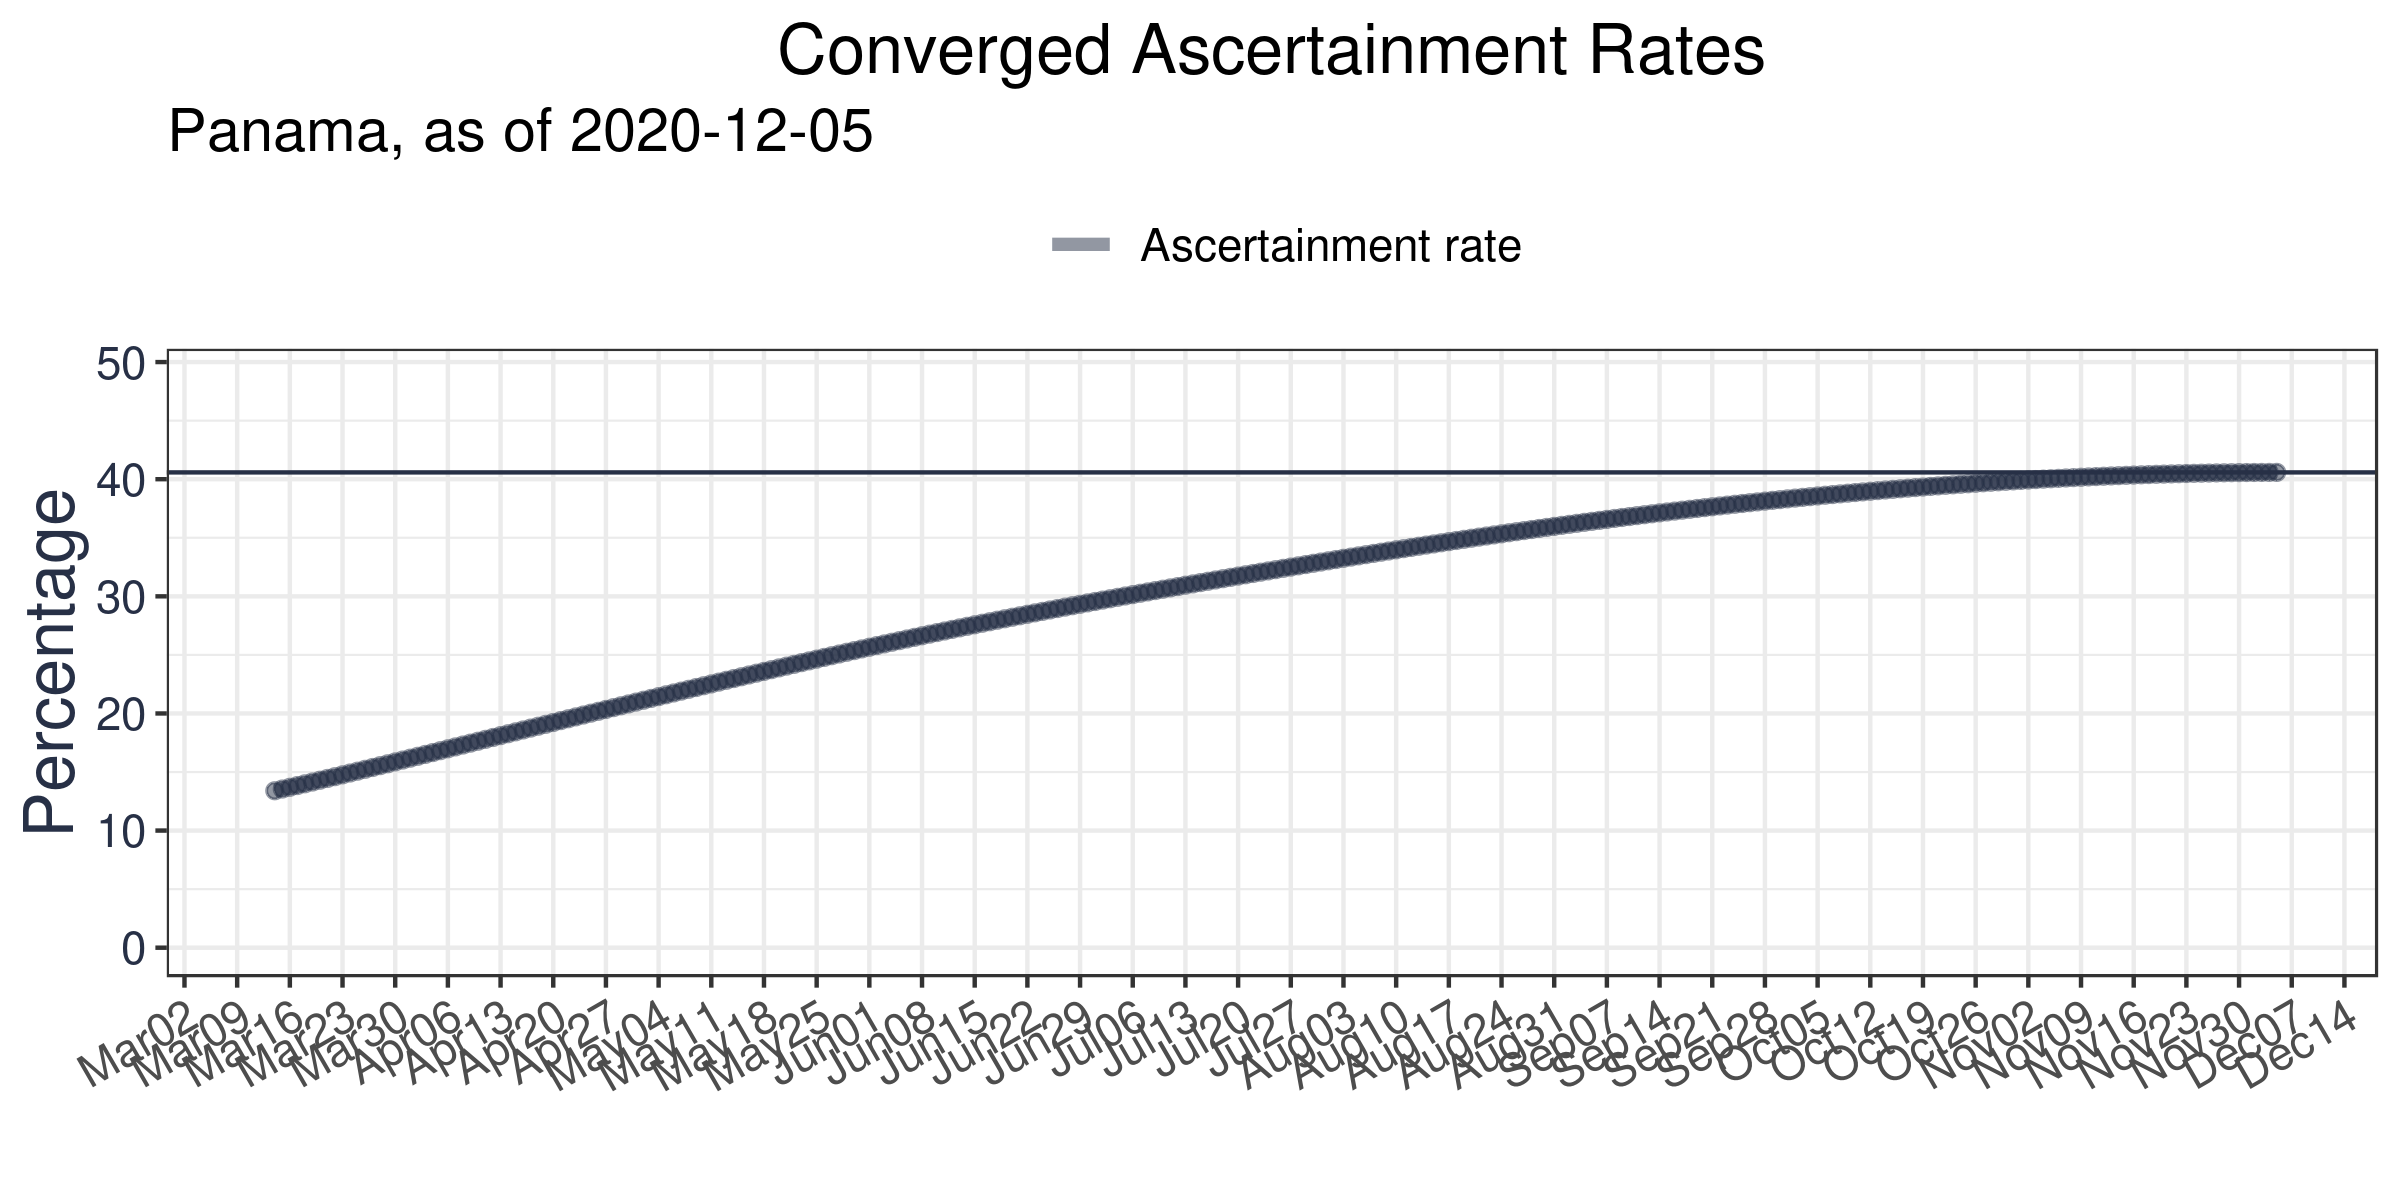 Converged Ascertainment Rates
Panama, as of 2020-12-05
Ascertainment rate
Percentage
50
40
30
20
10
0
Mar02 Mar09 Mar16 Mar23 Mar30 Apr06 Apr13 Apr20 Apr27 May04 May11 May18 May25 Jun01 Jun08 Jun15 Jun22 Jun29 Jul06 Jul13 Jul20 Jul27 Aug03 Aug10 Aug17 Aug24 Aug31 Sep07 Sep14 Sep21 Sep28 Oct05 Oct12 Oct19 Oct26 Nov02 Nov09 Nov16 Nov23 Nov30 Dec07 Dec14